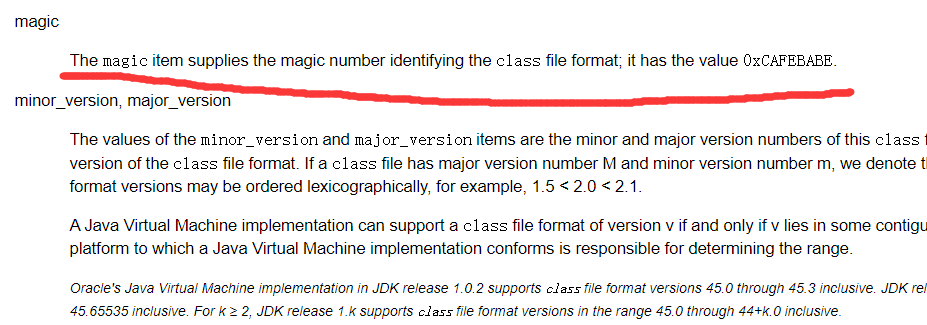 magic
The magic item supplies the magic number identifying the class file format; it has the value 0xCAFEBABE.
minor_version, major_version
The values of the minor_version and major_version items are the minor and major version numbers of this class
version of the class file format. If a class file has major version number M and minor version number m, we denote
format versions may be ordered lexicographically, for example, 1.5 < 2.0 < 2.1.
A Java Virtual Machine implementation can support a class file format of version v if and only if v lies in some
platform to which a Java Virtual Machine implementation conforms is responsible for determining the range.
Oracle's Java Virtual Machine implementation in JDK release 1.0.2 supports class file format versions 45.0 through 45.3 inclusive. JDK
45.65535 inclusive. For k ≥ 2, JDK release 1.k supports class file format versions in the range 45.0 through 44+k.0 inclusive.